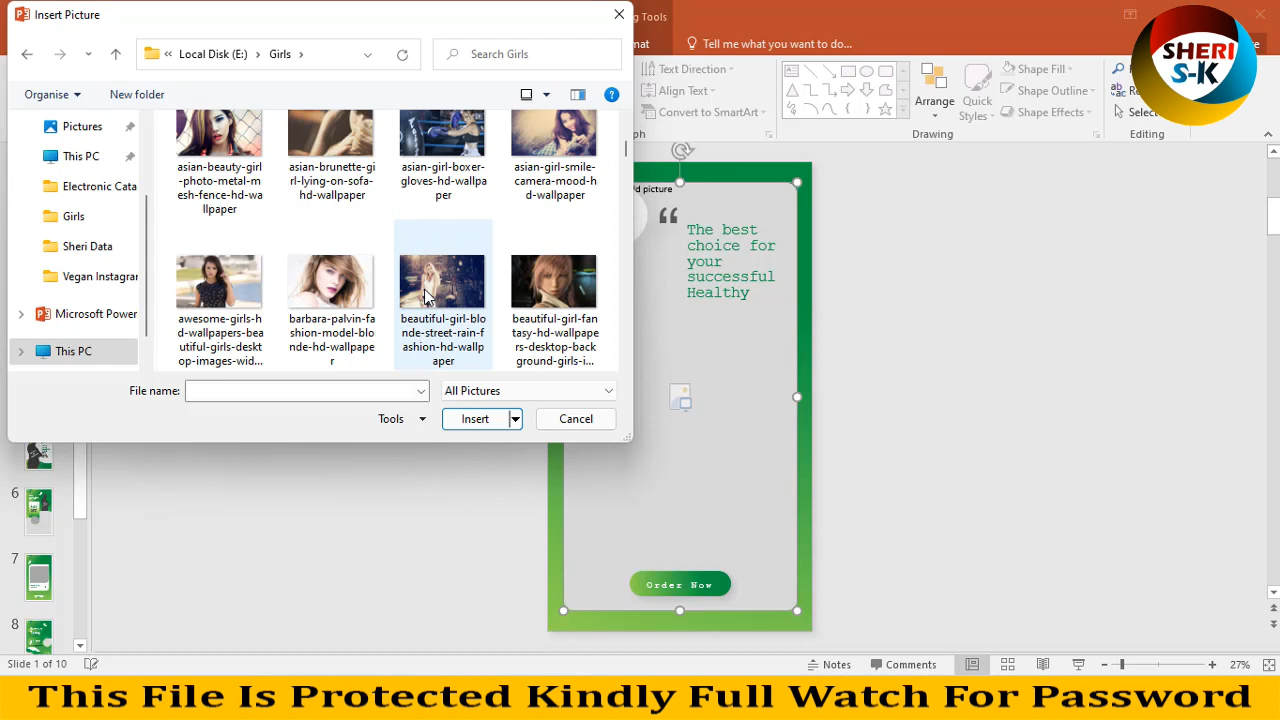 Insert Picture
ng Tools
Local Disk (E:) > Girls >
Search Girls
mat
Tell me what you want to do...
SHERI
S-K
Organise
New folder
Text Direction
Align Text
Convert to SmartArt
Arrange
Quick
Styles
Shape Fill
Shape Outline
Shape Effects
Select
Drawing
Editing
Pictures
This PC
Electronic Cata
Girls
Sheri Data
Vegan Instagrar
Microsoft Power
This PC
asian-beauty-girl
-photo-metal-m
esh-fence-hd-wa
llpaper
asian-brunette-gi
rl-lying-on-sofa-
hd-wallpaper
asian-girl-boxer-
gloves-hd-wallpa
per
asian-girl-smile-
camera-mood-h
d-wallpaper
awesome-girls-h
d-wallpapers-bea
utiful-girls-deskt
op-images-wid...
barbara-palvin-fa
shion-model-blo
nde-hd-wallpape
r
beautiful-girl-blo
nde-street-rain-f
ashion-hd-wallp
aper
beautiful-girl-fan
tasy-hd-wallpape
rs-desktop-back
ground-girls-i...
File name:
All Pictures
Tools
Insert
Cancel
d picture
“
The best
choice for
your
successful
Healthy
Order Now
6
7
8
Slide 1 of 10
Notes
Comments
27%
This File Is Protected Kindly Full Watch For Password